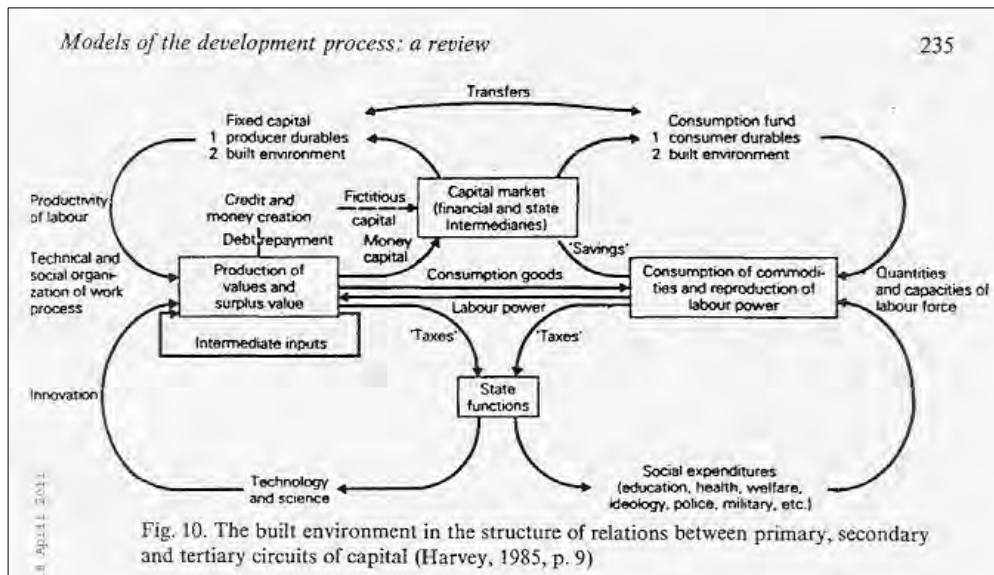 Models of the development process: a review
235
Transfers
Fixed capital
1 producer durables
2 built environment
Consumption fund
1 consumer durables
2 built environment
Productivity
of labour
Credit and
money creation
Fictitious
capital
Capital market
(financial and state
Intermediaries)
Debt repayment
Money
capital
'Savings'
Technical and
social organi-
zation of work
process
Production of
values and
surplus value
Consumption goods
Labour power
Consumption of commodi-
ties and reproduction of
labour power
Quantities
and capacities of
labour force
Intermediate inputs
'Taxes'
'Taxes'
State
functions
Innovation
Technology
and science
Social expenditures
(education, health, welfare,
ideology, police, military, etc.)
Fig. 10. The built environment in the structure of relations between primary, secondary
and tertiary circuits of capital (Harvey, 1985, p. 9)
8 April 2011